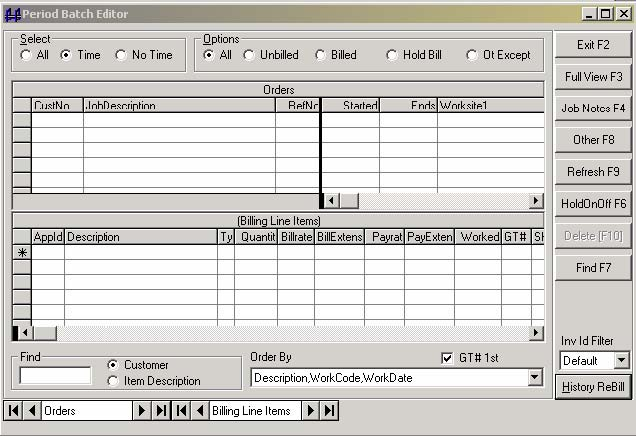 Period Batch Editor
Select
All Time No Time
Options
All Unbilled Billed Hold Bill Ot Except
Exit F2
Full View F3
Job Notes F4
Other F8
Refresh F9
HoldOnOff F6
Delete [F10]
Find F7
Orders
CustNo JobDescription RefNo Started Ends Worksite1
(Billing Line Items)
AppId Description Ty Quantit Billrate BillExtens Payrat PayExten Worked GT# SH
Find
Customer
Item Description
Order By
GT# 1st
Description,WorkCode,WorkDate
Inv Id Filter
Default
History ReBill
Orders
Billing Line Items